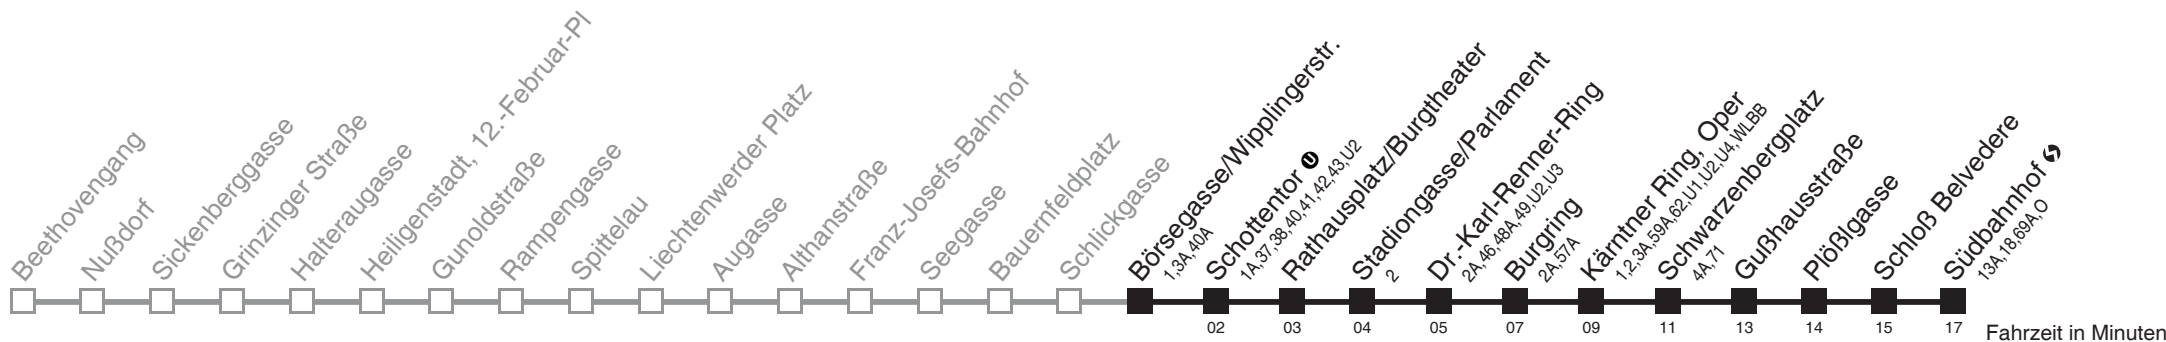 Beethovengang
Nußdorf
Sickenberggasse
Grinzinger Straße
Halteraugasse
Heiligenstadt, 12.-Februar-Pl
Gunoldstraße
Rampengasse
Spittelau
Liechtenwerder Platz
Augasse
Althanstraße
Franz-Josefs-Bahnhof
Seegasse
Bauernfeldplatz
Schlickgasse
Börsegasse/Wipplingerstr.
1,3A,40A
Schottentor U
1A,37,38,40,41,42,43,U2
Rathausplatz/Burgtheater
Stadiongasse/Parlament
2
Dr.-Karl-Renner-Ring
2A,46,48A,49,U2,U3
Burgring
2A,57A
Kärntner Ring, Oper
1,2,3A,59A,62,U1,U2,U4,WLBB
Schwarzenbergplatz
4A,71
Gußhausstraße
Plößlgasse
Schloß Belvedere
Südbahnhof
13A,18,69A,O
02 03 04 05 07 09 11 13 14 15 17 Fahrzeit in Minuten